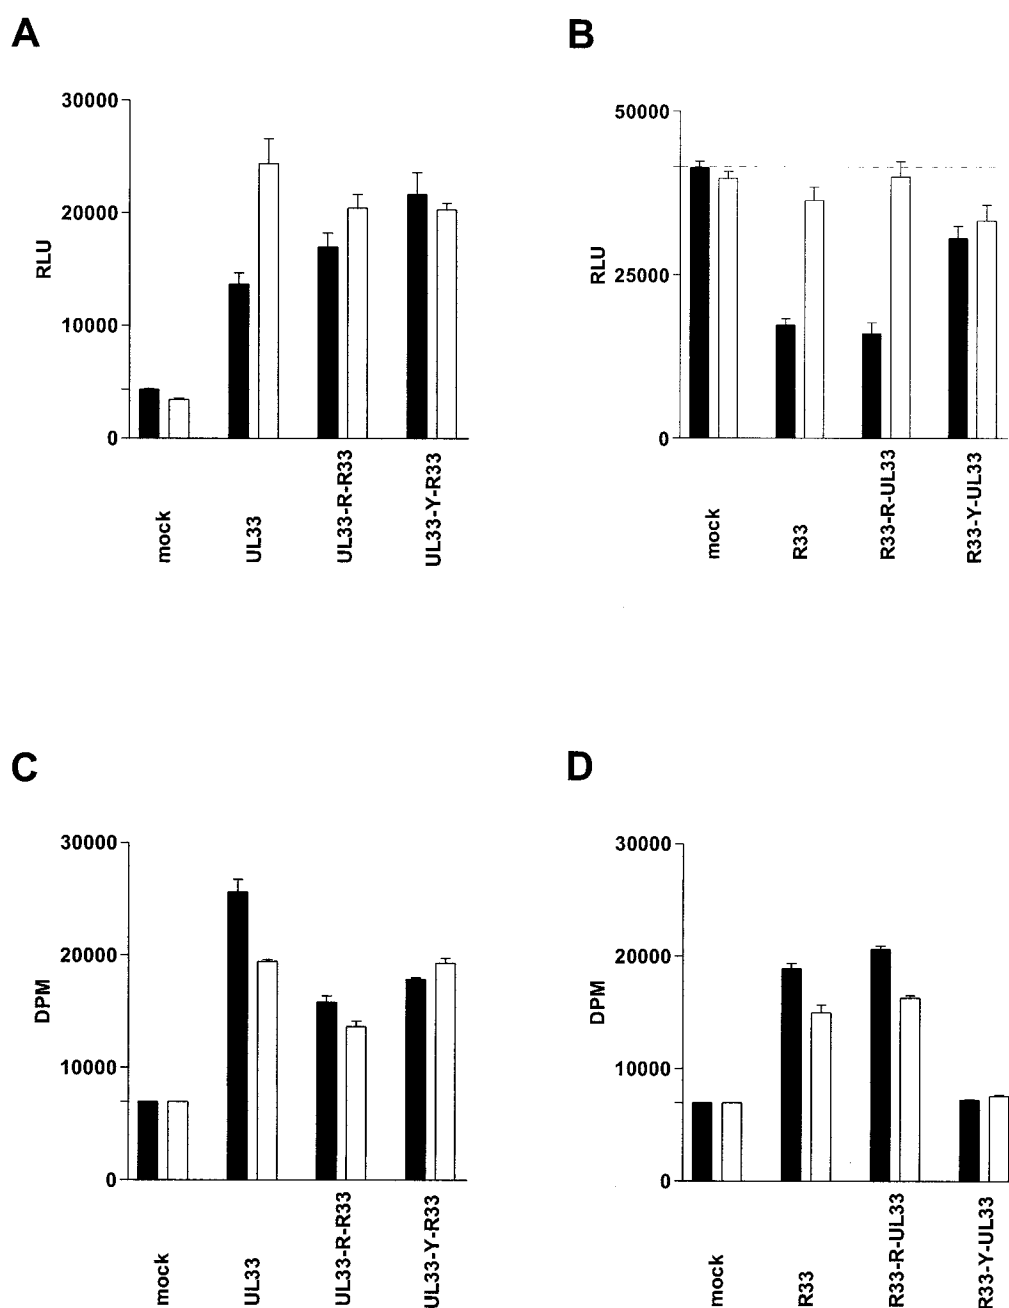 A
30000
20000
10000
0
RLU
mock
UL33
UL33-R-R33
UL33-Y-R33
B
50000
25000
0
RLU
mock
R33
R33-R-UL33
R33-Y-UL33
C
30000
20000
10000
0
DPM
mock
UL33
UL33-R-R33
UL33-Y-R33
D
30000
20000
10000
0
DPM
mock
R33
R33-R-UL33
R33-Y-UL33